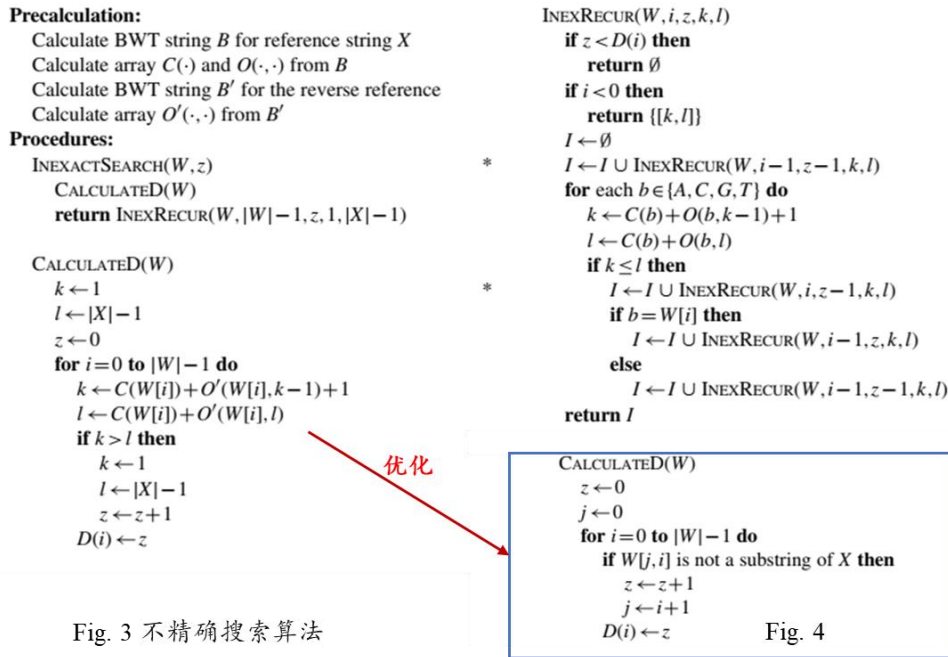 Precalculation:
Calculate BWT string B for reference string X
Calculate array C(·) and O(·,·) from B
Calculate BWT string B′ for the reverse reference
Calculate array O′(·,·) from B′
Procedures:
INEXACTSEARCH(W,z)
CALCULATED(W)
return INEXRECUR(W,|W|−1,z,1,|X|−1)
CALCULATED(W)
k←1
l←|X|−1
z←0
for i=0 to |W|−1 do
k←C(W[i])+O′(W[i],k−1)+1
l←C(W[i])+O′(W[i],l)
if k>l then
k←1
l←|X|−1
z←z+1
D(i)←z
Fig. 3 不精确搜索算法
优化
INEXRECUR(W,i,z,k,l)
if z<D(i) then
return ∅
if i<0 then
return {[k,l]}
I←∅
* I←I ∪ INEXRECUR(W,i−1,z−1,k,l)
for each b∈{A,C,G,T} do
k←C(b)+O(b,k−1)+1
l←C(b)+O(b,l)
if k≤l then
* I←I ∪ INEXRECUR(W,i,z−1,k,l)
if b=W[i] then
I←I ∪ INEXRECUR(W,i−1,z,k,l)
else
I←I ∪ INEXRECUR(W,i−1,z−1,k,l)
return I
CALCULATED(W)
z←0
j←0
for i=0 to |W|−1 do
if W[j,i] is not a substring of X then
z←z+1
j←i+1
D(i)←z
Fig. 4